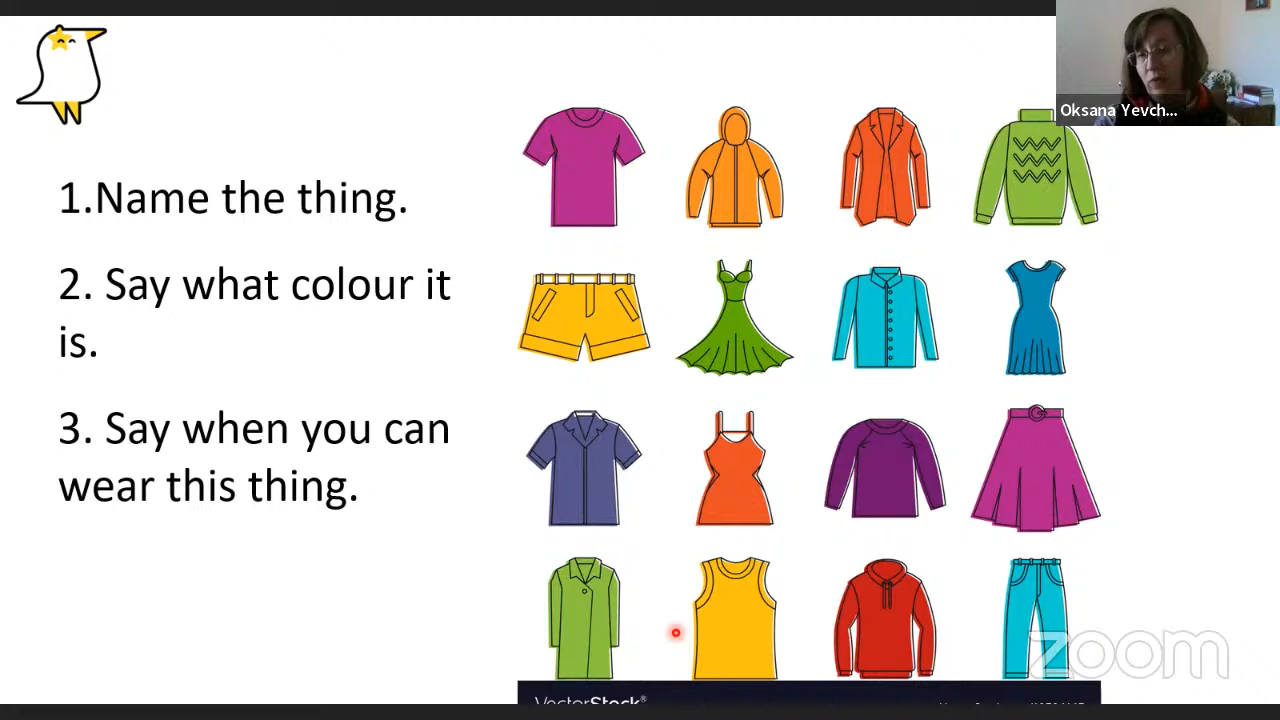 Oksana Yevch...
1.Name the thing.
2. Say what colour it
is.
3. Say when you can
wear this thing.
zoom
VectorStock®